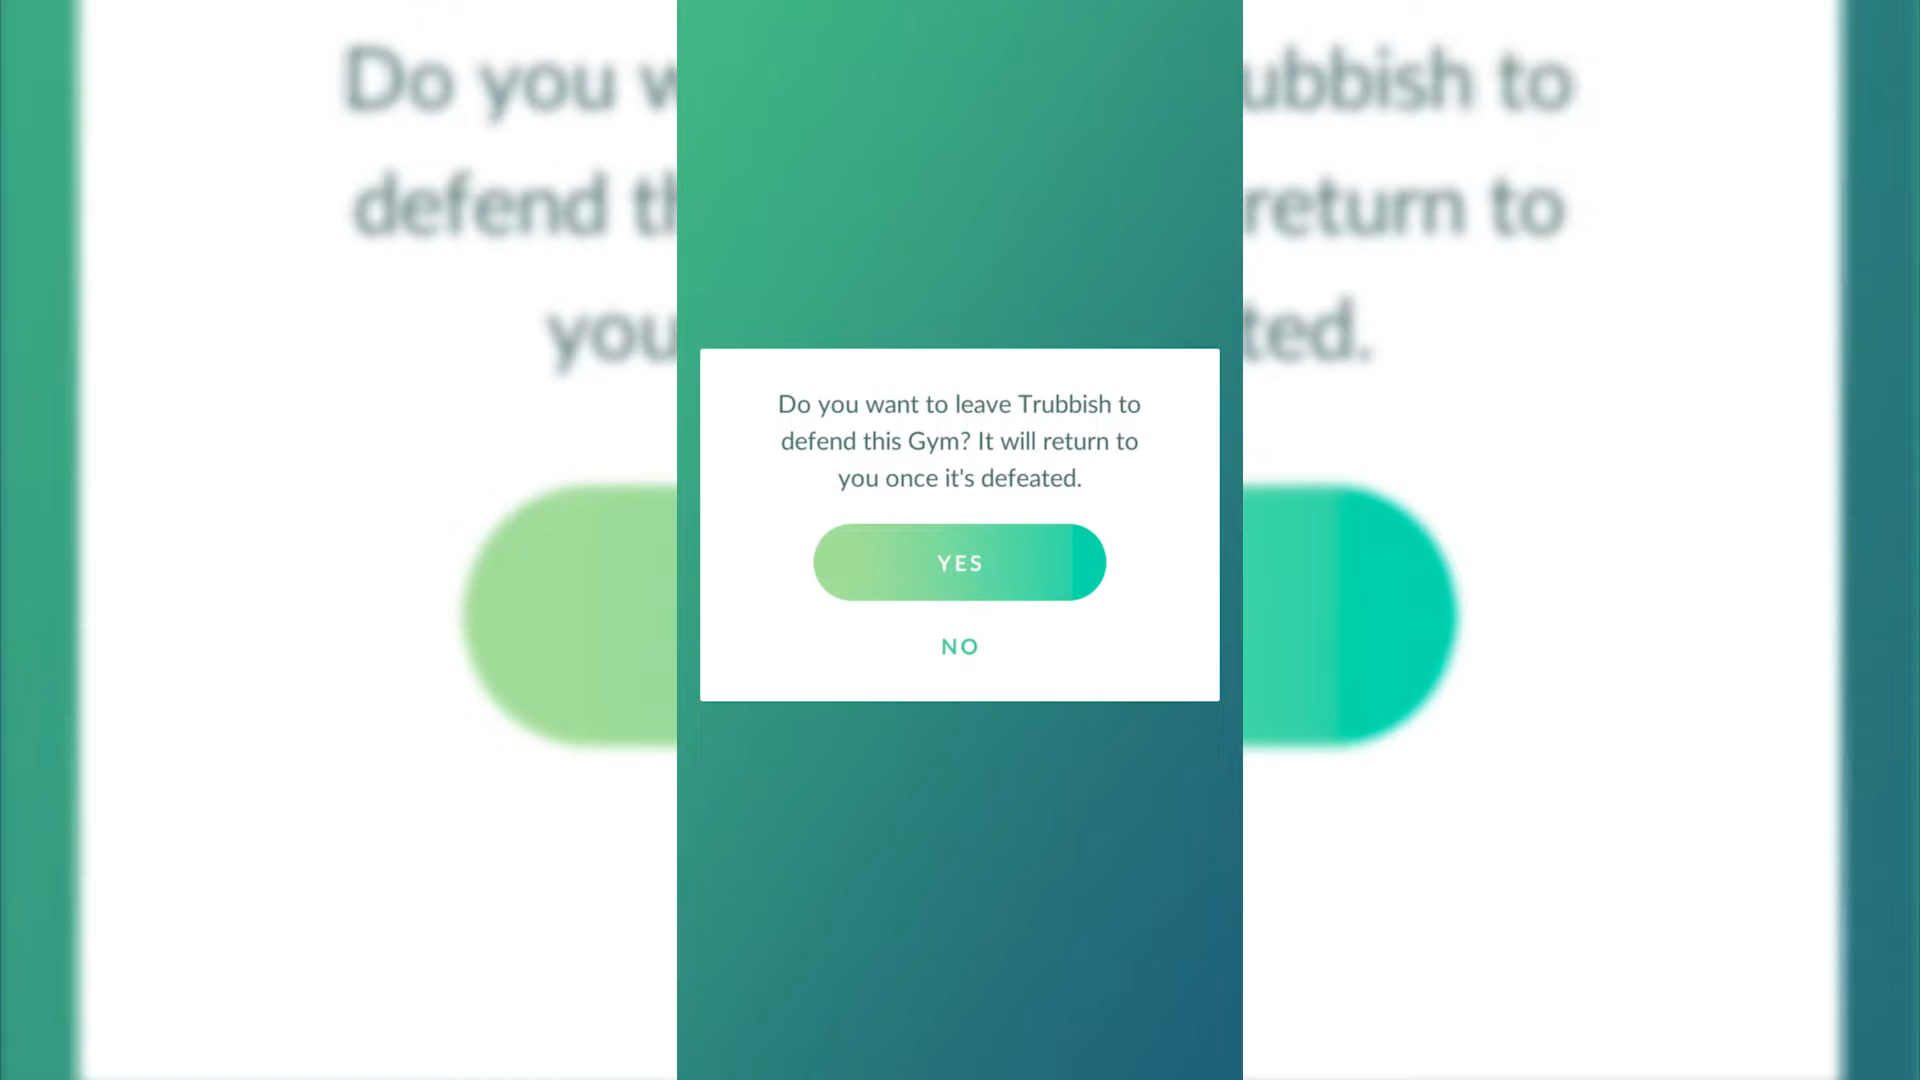 Do you want to leave Trubbish to
defend this Gym? It will return to
you once it's defeated.
YES
NO